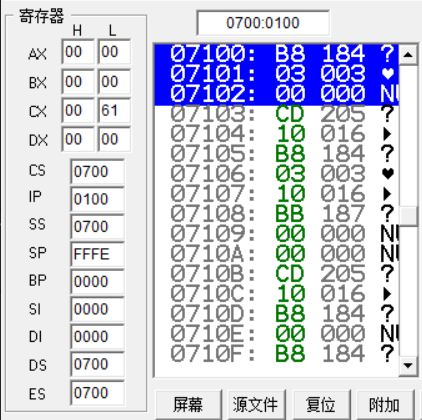 寄存器
H L
AX 00 00
BX 00 00
CX 00 61
DX 00 00
CS 0700
IP 0100
SS 0700
SP FFFE
BP 0000
SI 0000
DI 0000
DS 0700
ES 0700
0700:0100
07100: B8 184 ?
07101: 03 003 ♥
07102: 00 000 NU
07103: CD 205 ?
07104: 10 016 ►
07105: B8 184 ?
07106: 03 003 ♥
07107: 10 016 ►
07108: BB 187 ?
07109: 00 000 NU
0710A: 00 000 NU
0710B: CD 205 ?
0710C: 10 016 ►
0710D: B8 184 ?
0710E: 00 000 NU
0710F: B8 184 ?
屏幕 源文件 复位 附加